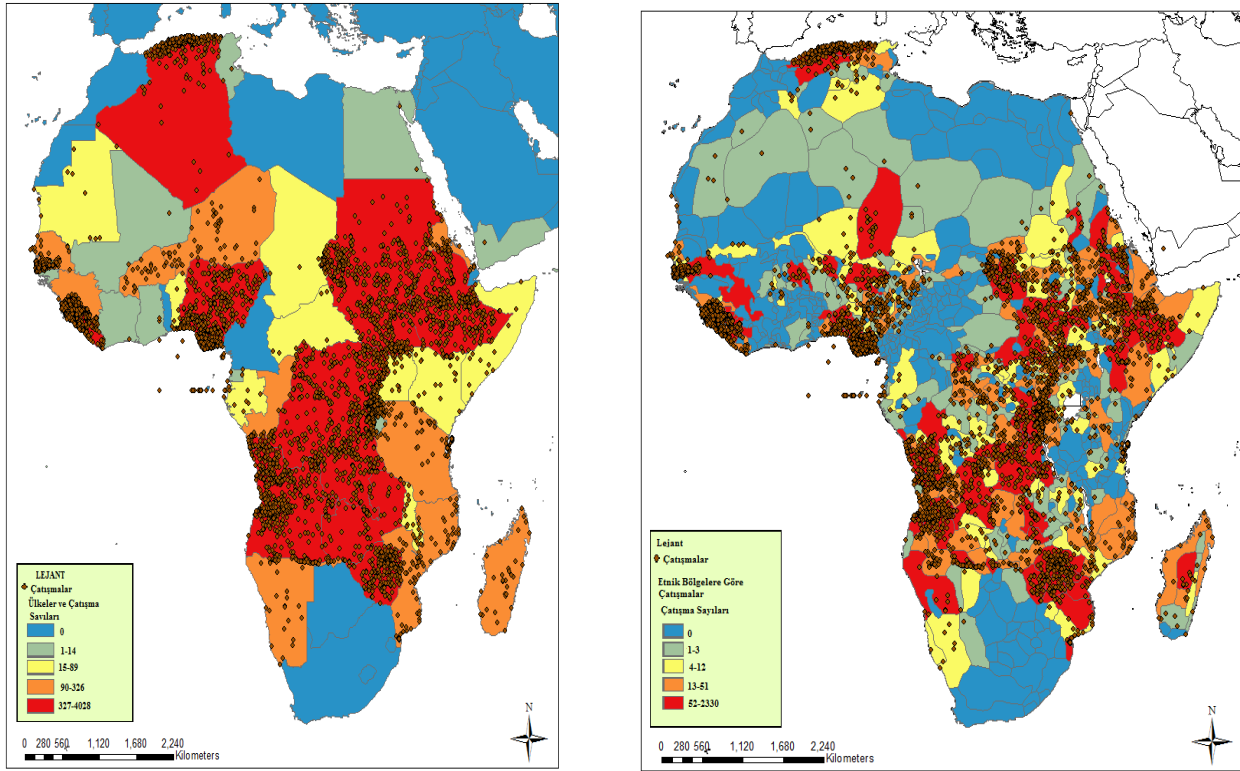 LEJANT
Çatışmalar
Ülkeler ve Çatışma
Sayıları
0
1-14
15-89
90-326
327-4028
0 280 560 1,120 1,680 2,240
Kilometers
N
Lejant
Çatışmalar
Etnik Bölgelere Göre
Çatışmalar
Çatışma Sayıları
0
1-3
4-12
13-51
52-2330
0 280 560 1,120 1,680 2,240
Kilometers
N